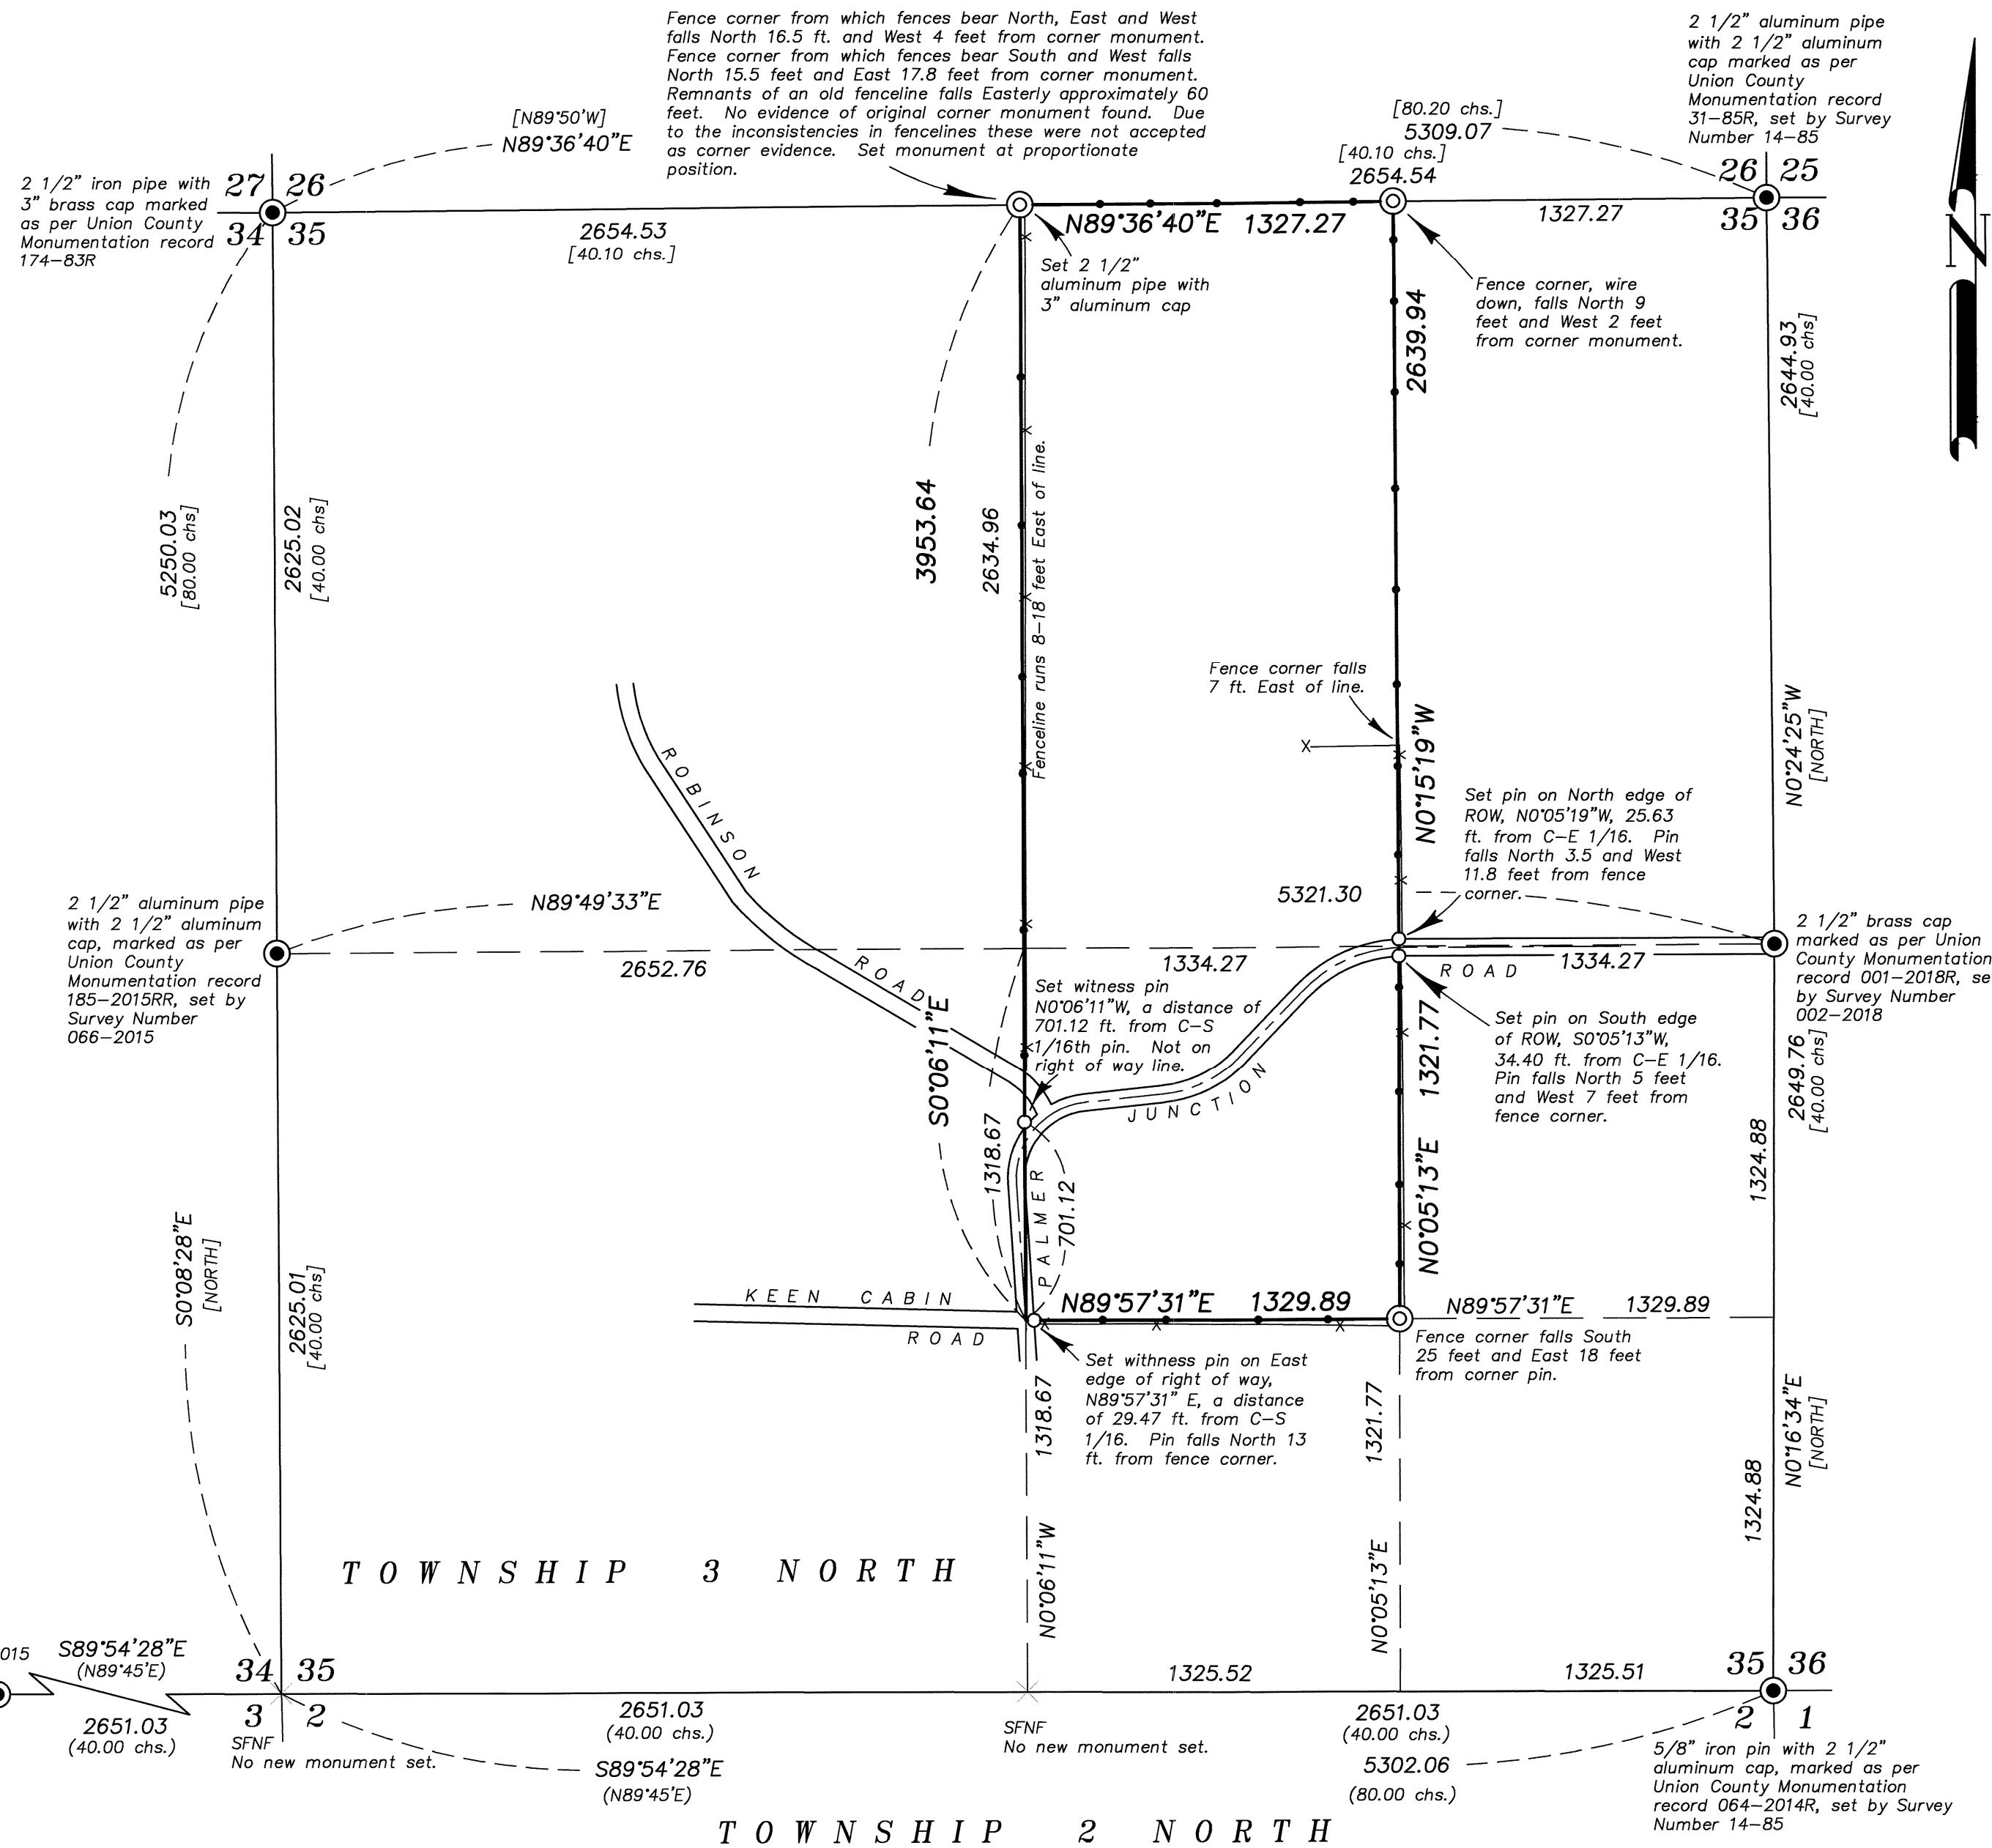 Fence corner from which fences bear North, East and West
falls North 16.5 ft. and West 4 feet from corner monument.
Fence corner from which fences bear South and West falls
North 15.5 feet and East 17.8 feet from corner monument.
Remnants of an old fenceline falls Easterly approximately 60
feet. No evidence of original corner monument found. Due
to the inconsistencies in fencelines these were not accepted
as corner evidence. Set monument at proportionate
position.
2 1/2" aluminum pipe
with 2 1/2" aluminum
cap marked as per
Union County
Monumentation record
31-85R, set by Survey
Number 14-85
N
[N89°50'W]
N89°36'40"E
[80.20 chs.]
5309.07
[40.10 chs.]
2654.54
2 1/2" iron pipe with
3" brass cap marked
as per Union County
Monumentation record
174-83R
27 26
34 35
2654.53
[40.10 chs.]
N89°36'40"E 1327.27
1327.27
26 25
35 36
Set 2 1/2"
aluminum pipe with
3" aluminum cap
Fence corner, wire
down, falls North 9
feet and West 2 feet
from corner monument.
2639.94
2644.93
[40.00 chs]
5250.03
[80.00 chs]
2625.02
[40.00 chs]
3953.64
2634.96
Fenceline runs 8-18 feet East of line.
Fence corner falls
7 ft. East of line.
N0°15'19"W
N0°24'25"W
[NORTH]
ROBINSON
ROAD
Set pin on North edge of
ROW, N0°05'19"W, 25.63
ft. from C-E 1/16. Pin
falls North 3.5 and West
11.8 feet from fence
corner.
5321.30
2 1/2" aluminum pipe
with 2 1/2" aluminum
cap, marked as per
Union County
Monumentation record
185-2015RR, set by
Survey Number
066-2015
N89°49'33"E
2652.76
1334.27
ROAD
1334.27
2 1/2" brass cap
marked as per Union
County Monumentation
record 001-2018R, se
by Survey Number
002-2018
Set witness pin
N0°06'11"W, a distance of
701.12 ft. from C-S
1/16th pin. Not on
right of way line.
Set pin on South edge
of ROW, S0°05'13"W,
34.40 ft. from C-E 1/16.
Pin falls North 5 feet
and West 7 feet from
fence corner.
S0°06'11"E
1321.77
2649.76
[40.00 chs]
JUNCTION
1318.67
PALMER
701.12
N0°05'13"E
1324.88
S0°08'28"E
[NORTH]
2625.01
[40.00 chs]
KEEN CABIN
ROAD
N89°57'31"E 1329.89
N89°57'31"E 1329.89
Fence corner falls South
25 feet and East 18 feet
from corner pin.
Set withness pin on East
edge of right of way,
N89°57'31" E, a distance
of 29.47 ft. from C-S
1/16. Pin falls North 13
ft. from fence corner.
1318.67
1321.77
N0°16'34"E
[NORTH]
1324.88
N0°06'11"W
N0°05'13"E
TOWNSHIP 3 NORTH
015
S89°54'28"E
(N89°45'E)
2651.03
(40.00 chs.)
34 35
3 2
SFNF
No new monument set.
2651.03
(40.00 chs.)
S89°54'28"E
(N89°45'E)
SFNF
No new monument set.
1325.52
1325.51
2651.03
(40.00 chs.)
5302.06
(80.00 chs.)
35 36
2 1
5/8" iron pin with 2 1/2"
aluminum cap, marked as per
Union County Monumentation
record 064-2014R, set by Survey
Number 14-85
TOWNSHIP 2 NORTH